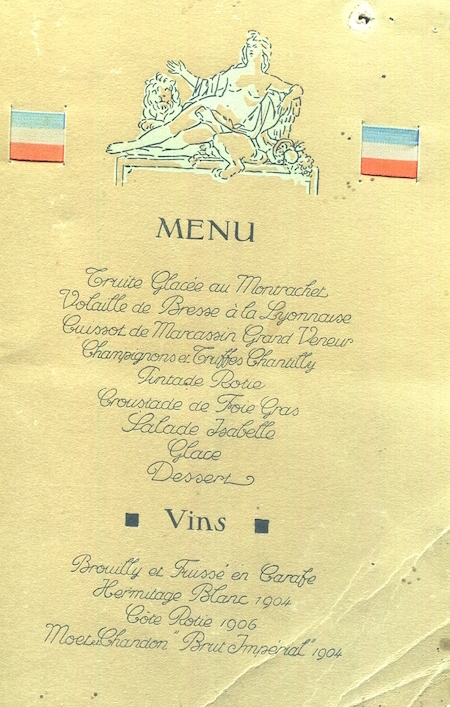 MENU
Truite Glacée au Montrachet
Volaille de Bresse à la Lyonnaise
Cuissot de Marcassin Grand Veneur
Champignons et Truffes Chantilly
Pintade Rotie
Croustade de Foie Gras
Salade Isabelle
Glace
Dessert
Vins
Brouilly et Fuissé en Carafe
Hermitage Blanc 1904
Côte Rotie 1906
Moet & Chandon "Brut Impérial" 1904